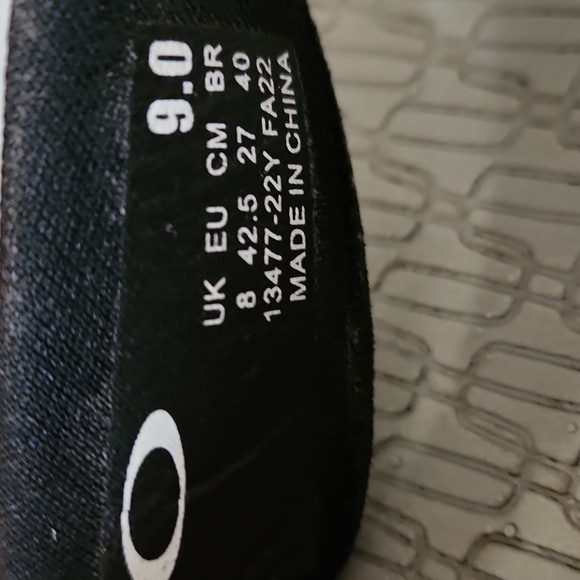 9.0
UK EU CM BR
8 42.5 27 40
13477-22Y FA22
MADE IN CHINA